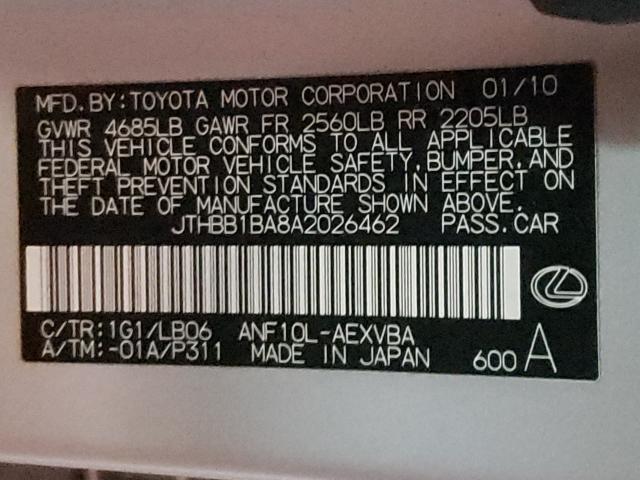 MFD. BY: TOYOTA MOTOR CORPORATION 01/10
GVWR 4685LB GAWR FR 2560LB RR 2205LB
THIS VEHICLE CONFORMS TO ALL APPLICABLE
FEDERAL MOTOR VEHICLE SAFETY, BUMPER, AND
THEFT PREVENTION STANDARDS IN EFFECT ON
THE DATE OF MANUFACTURE SHOWN ABOVE.
JTHBB1BA8A2026462 PASS. CAR
C/TR: 1G1/LB06 ANF10L-AEXVBA
A/TM:-01A/P311 MADE IN JAPAN 600 A